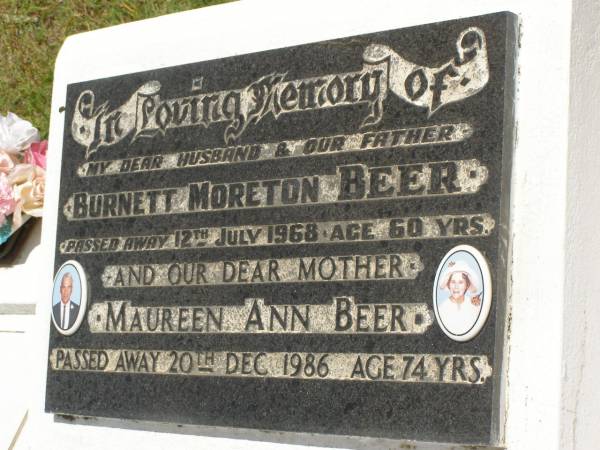 In Loving Memory of
MY DEAR HUSBAND & OUR FATHER
BURNETT MORETON BEER
PASSED AWAY 12TH JULY 1968 · AGE 60 YRS.
· AND OUR DEAR MOTHER ·
· MAUREEN ANN BEER ·
PASSED AWAY 20TH DEC 1986 AGE 74 YRS.